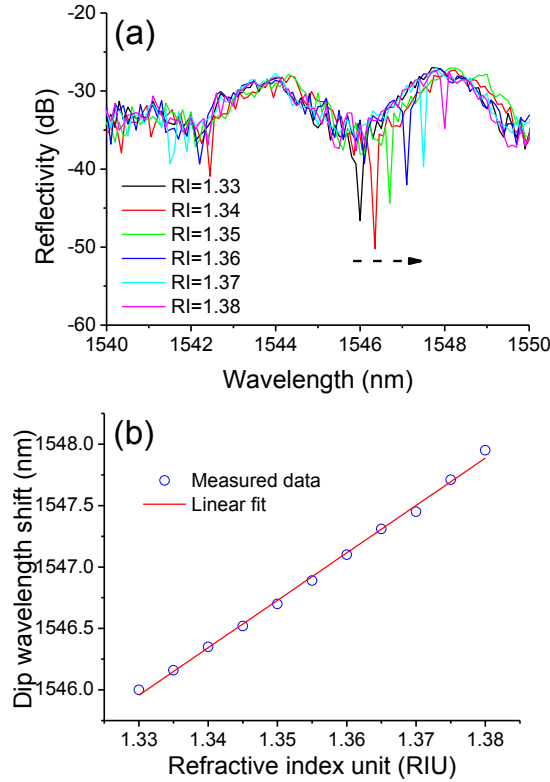 (a)
-20
-30
-40
-50
-60
Reflectivity (dB)
RI=1.33
RI=1.34
RI=1.35
RI=1.36
RI=1.37
RI=1.38
1540 1542 1544 1546 1548 1550
Wavelength (nm)
(b)
1548.0
1547.5
1547.0
1546.5
1546.0
Dip wavelength shift (nm)
Measured data
Linear fit
1.33 1.34 1.35 1.36 1.37 1.38
Refractive index unit (RIU)